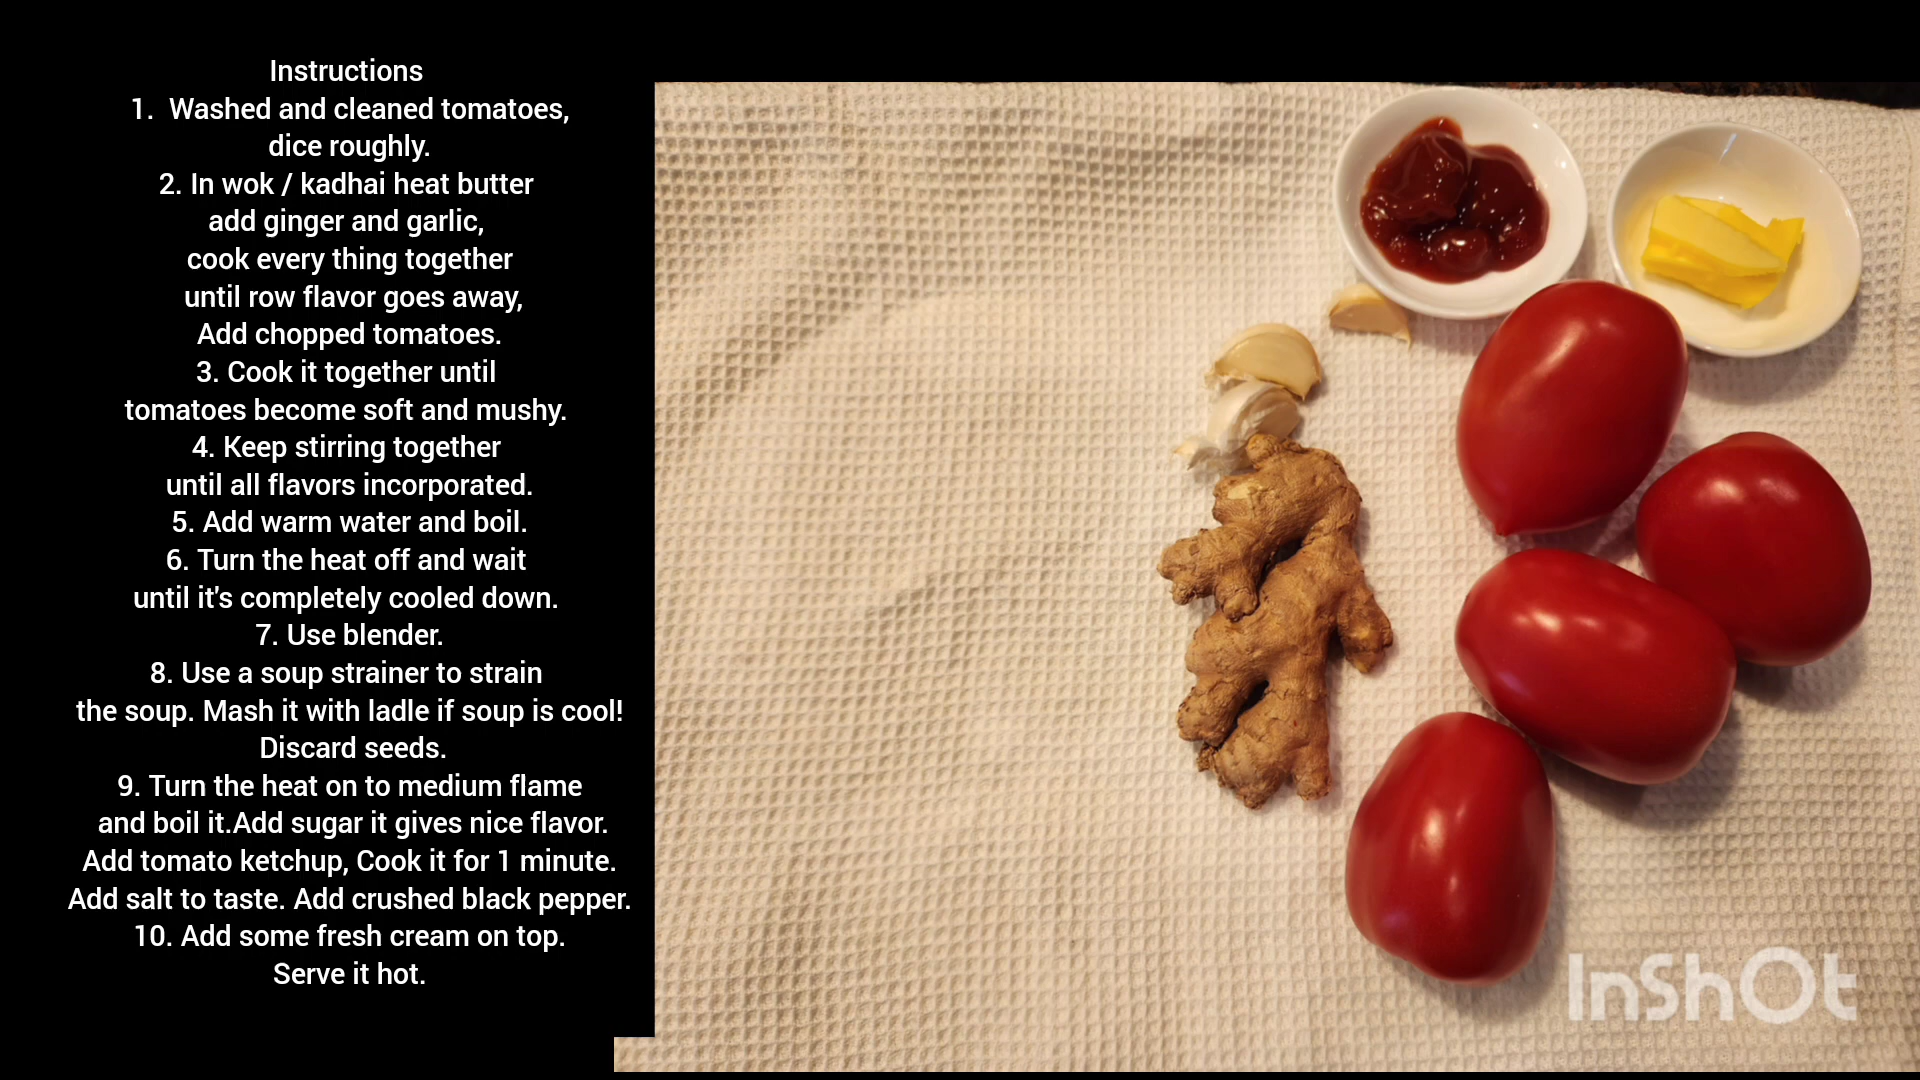 Instructions
1. Washed and cleaned tomatoes,
dice roughly.
2. In wok / kadhai heat butter
add ginger and garlic,
cook every thing together
until row flavor goes away,
Add chopped tomatoes.
3. Cook it together until
tomatoes become soft and mushy.
4. Keep stirring together
until all flavors incorporated.
5. Add warm water and boil.
6. Turn the heat off and wait
until it's completely cooled down.
7. Use blender.
8. Use a soup strainer to strain
the soup. Mash it with ladle if soup is cool!
Discard seeds.
9. Turn the heat on to medium flame
and boil it.Add sugar it gives nice flavor.
Add tomato ketchup, Cook it for 1 minute.
Add salt to taste. Add crushed black pepper.
10. Add some fresh cream on top.
Serve it hot.
InShOt